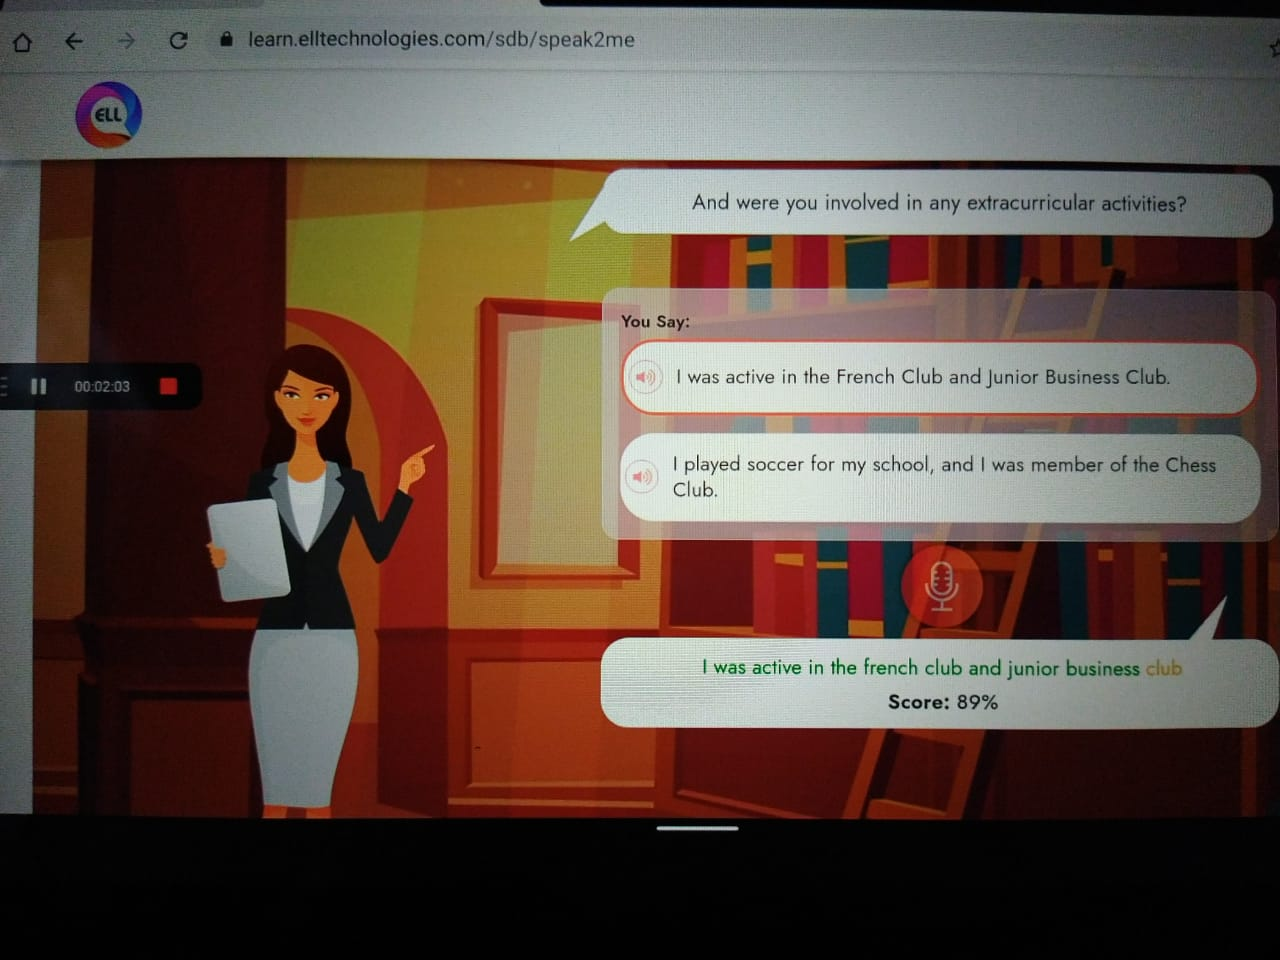 learn.elltechnologies.com/sdb/speak2me
ELL
And were you involved in any extracurricular activities?
You Say:
I was active in the French Club and Junior Business Club.
00:02:03
I played soccer for my school, and I was member of the Chess
Club.
I was active in the french club and junior business club
Score: 89%